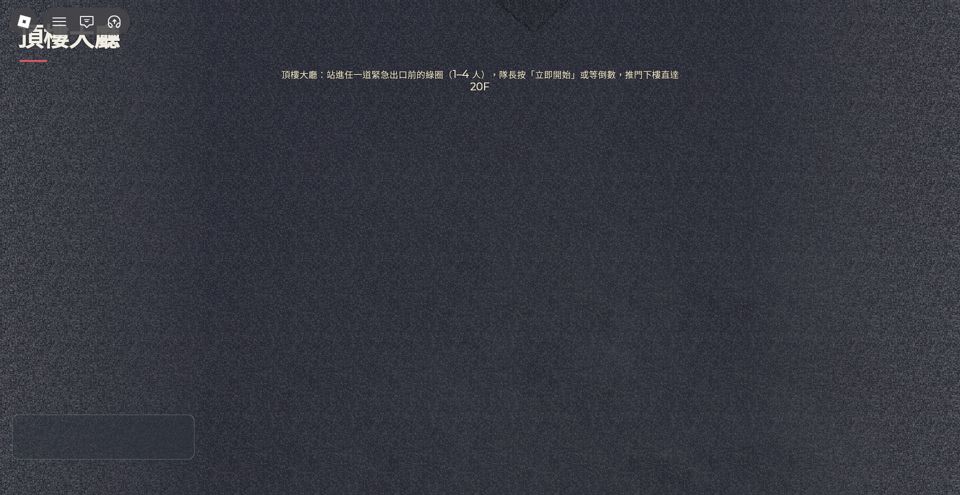 頂樓大廳
頂樓大廳：站進任一道緊急出口前的綠圈（1–4 人），隊長按「立即開始」或等倒數，推門下樓直達
20F